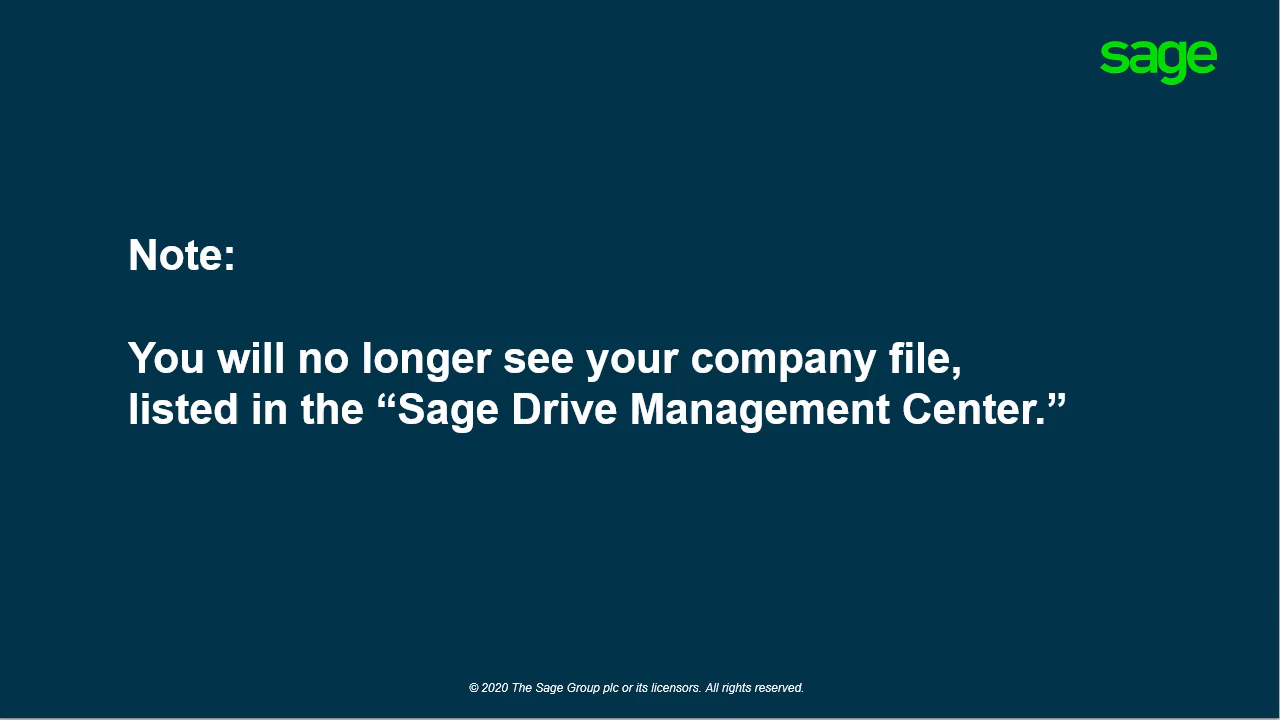 sage
Note:
You will no longer see your company file,
listed in the “Sage Drive Management Center.”
© 2020 The Sage Group plc or its licensors. All rights reserved.